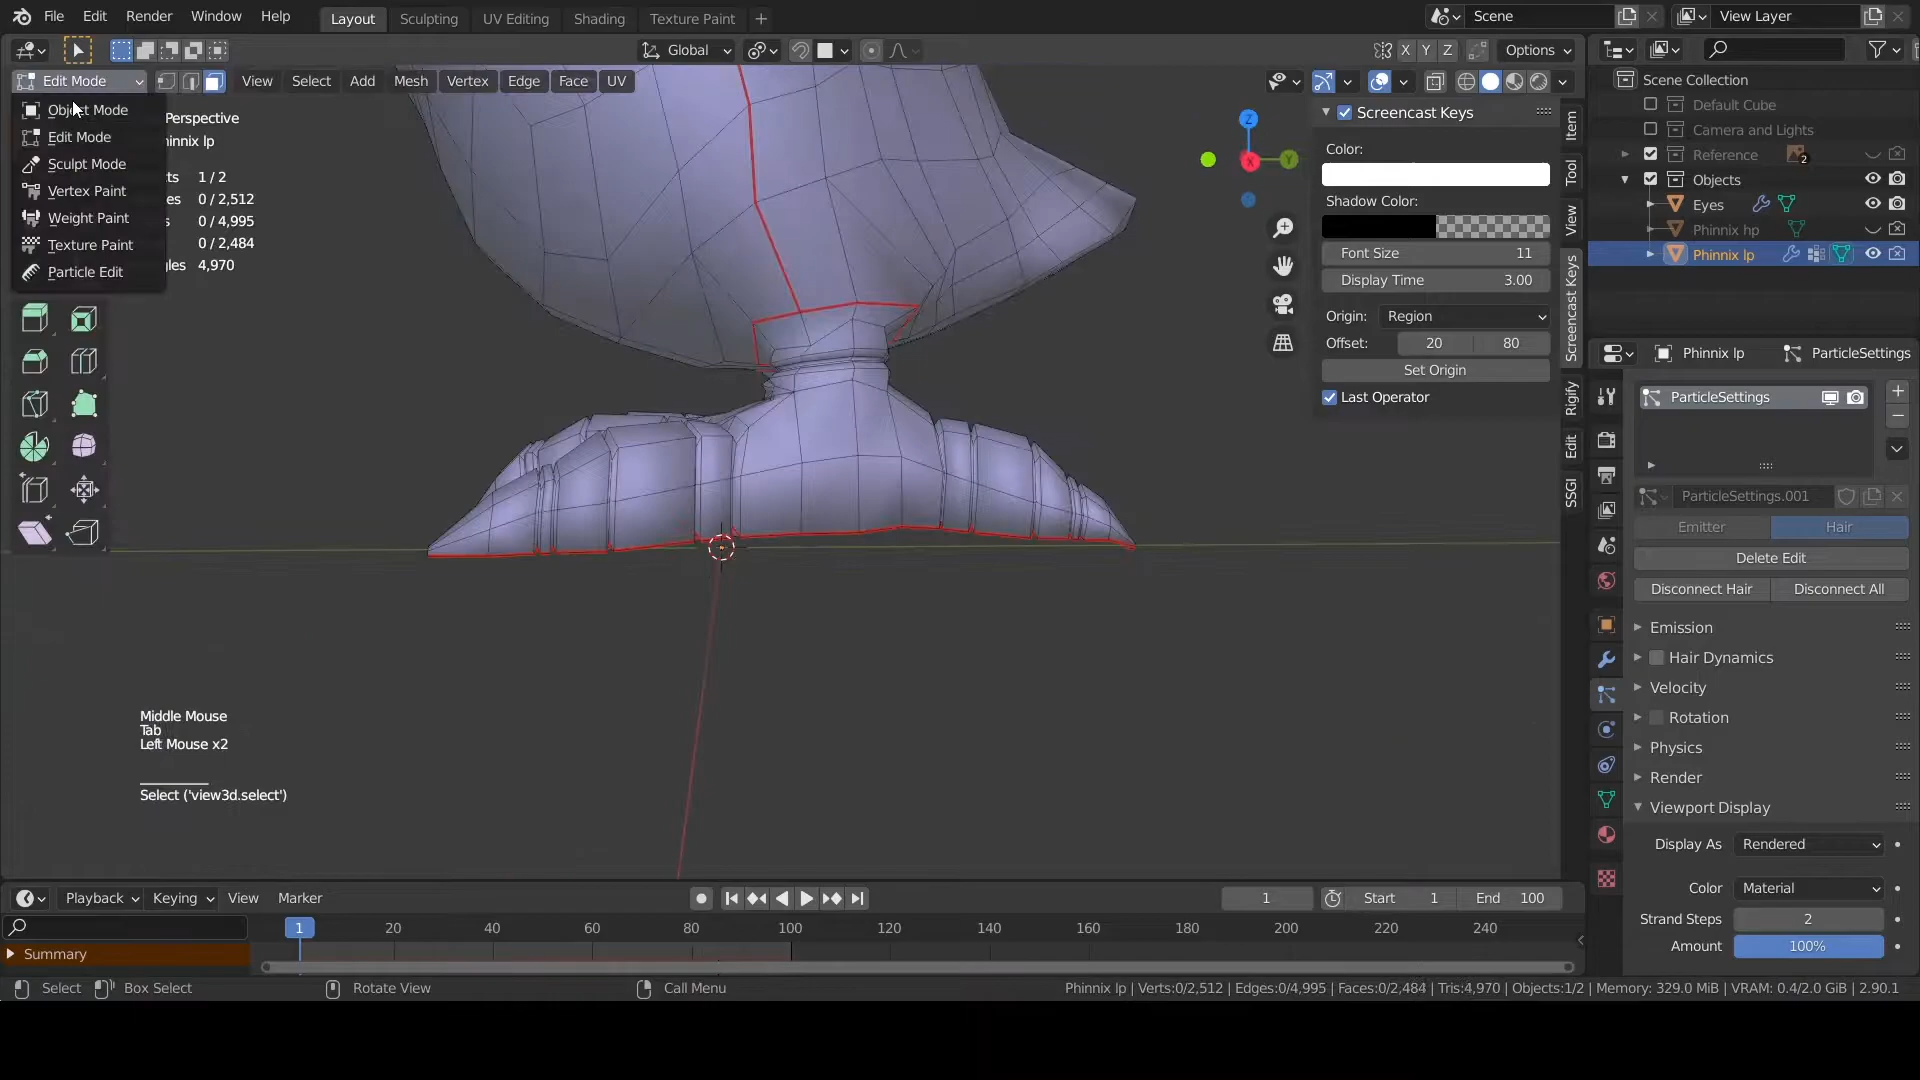 File Edit Render Window Help
Layout Sculpting UV Editing Shading Texture Paint +
Scene
View Layer
Global
X Y Z
Options
Edit Mode
View Select Add Mesh Vertex Edge Face UV
Object Mode
Edit Mode
Sculpt Mode
Vertex Paint
Weight Paint
Texture Paint
Particle Edit
Perspective
hinnix lp
ts 1 / 2
es 0 / 2,512
s 0 / 4,995
0 / 2,484
gles 4,970
Z
X
Y
Screencast Keys
Color:
Shadow Color:
Font Size 11
Display Time 3.00
Origin: Region
Offset: 20 80
Set Origin
Last Operator
Item
Tool
View
Screencast Keys
Rigify
Edit
SSGI
Scene Collection
Default Cube
Camera and Lights
Reference 2
Objects
Eyes
Phinnix hp
Phinnix lp
Phinnix lp ParticleSettings
ParticleSettings
ParticleSettings.001
Emitter Hair
Delete Edit
Disconnect Hair Disconnect All
Emission
Hair Dynamics
Velocity
Rotation
Physics
Render
Viewport Display
Display As Rendered
Color Material
Strand Steps 2
Amount 100%
Middle Mouse
Tab
Left Mouse x2
Select ('view3d.select')
Playback Keying View Marker
1 Start 1 End 100
1 20 40 60 80 100 120 140 160 180 200 220 240
Summary
Select Box Select Rotate View Call Menu
Phinnix lp | Verts:0/2,512 | Edges:0/4,995 | Faces:0/2,484 | Tris:4,970 | Objects:1/2 | Memory: 329.0 MiB | VRAM: 0.4/2.0 GiB | 2.90.1